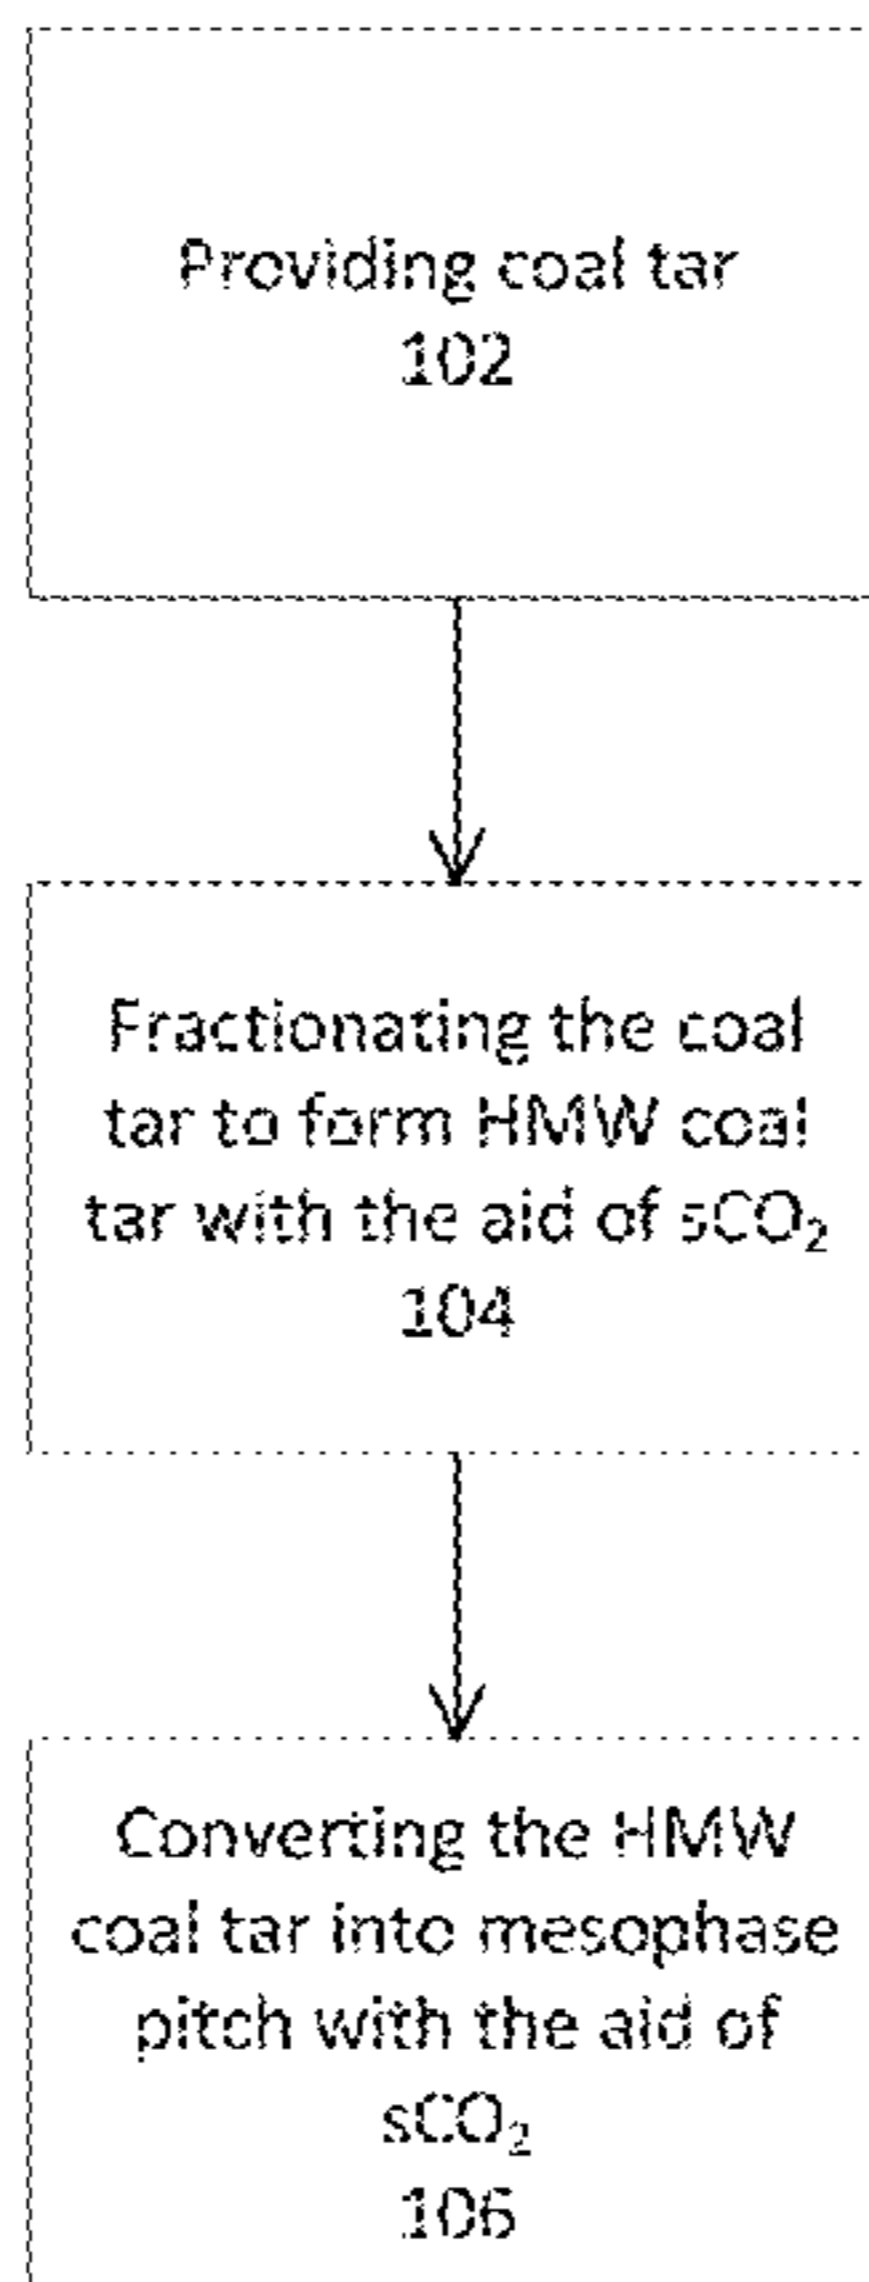 Providing coal tar
102
Fractionating the coal
tar to form HMW coal
tar with the aid of sCO₂
104
Converting the HMW
coal tar into mesophase
pitch with the aid of
sCO₂
106